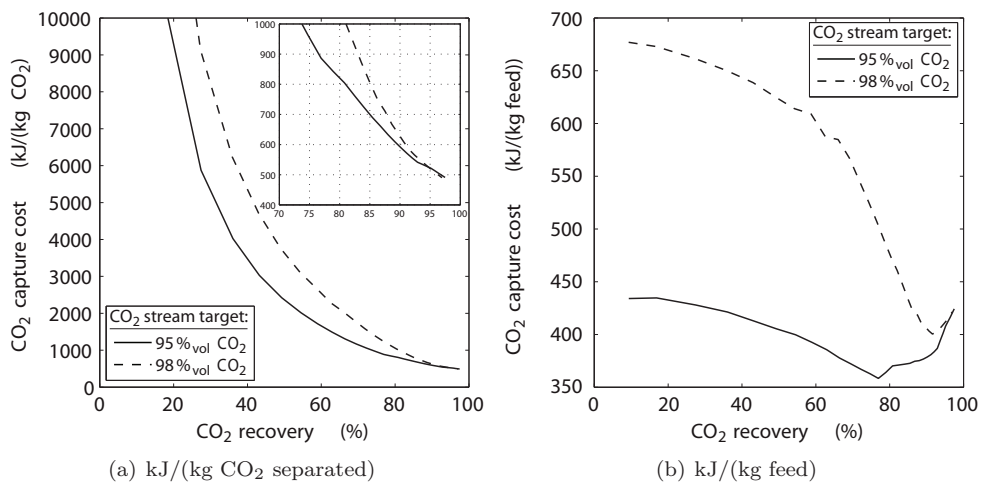 10000
9000
8000
7000
6000
5000
4000
3000
2000
1000
0
CO2 capture cost (kJ/(kg CO2)
1000
900
800
700
600
500
400
70 75 80 85 90 95 100
CO2 stream target:
95%vol CO2
98%vol CO2
0 20 40 60 80 100
CO2 recovery (%)
(a) kJ/(kg CO2 separated)
700
650
600
550
500
450
400
350
CO2 capture cost (kJ/(kg feed))
CO2 stream target:
95%vol CO2
98%vol CO2
0 20 40 60 80 100
CO2 recovery (%)
(b) kJ/(kg feed)